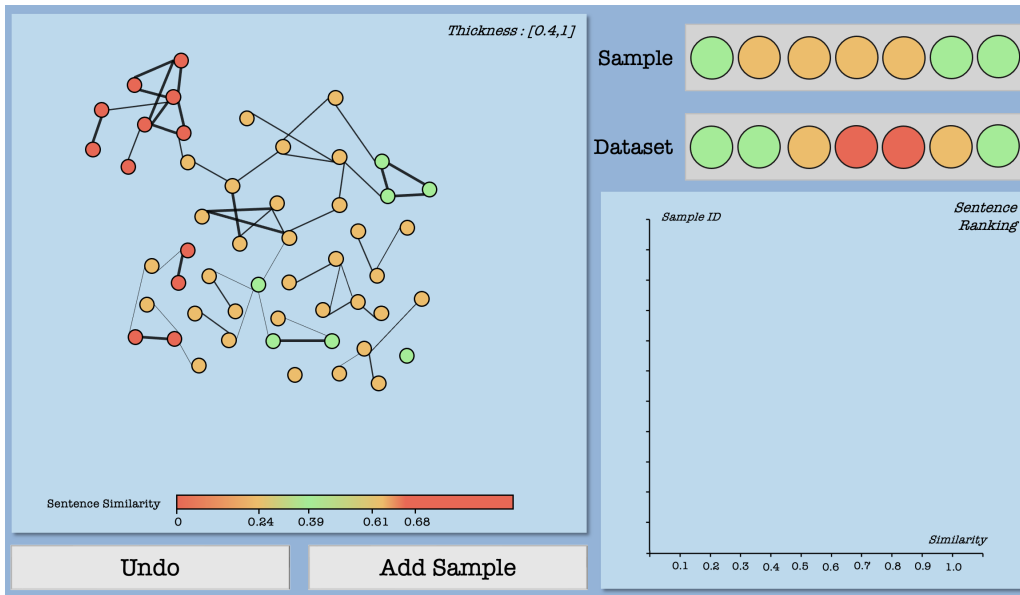 Thickness : [0.4,1]
Sample
Dataset
Sentence
Ranking
Sample ID
Similarity
0.1 0.2 0.3 0.4 0.5 0.6 0.7 0.8 0.9 1.0
Sentence Similarity
0 0.24 0.39 0.61 0.68
Undo
Add Sample